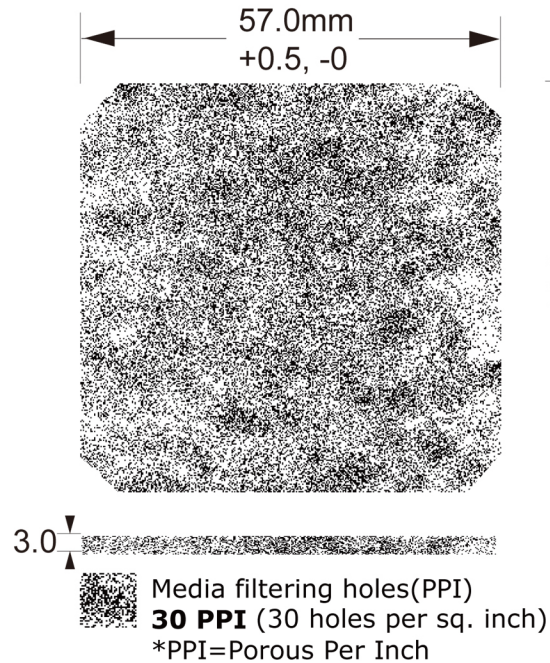 57.0mm
+0.5, -0
3.0
Media filtering holes(PPI)
30 PPI (30 holes per sq. inch)
*PPI=Porous Per Inch